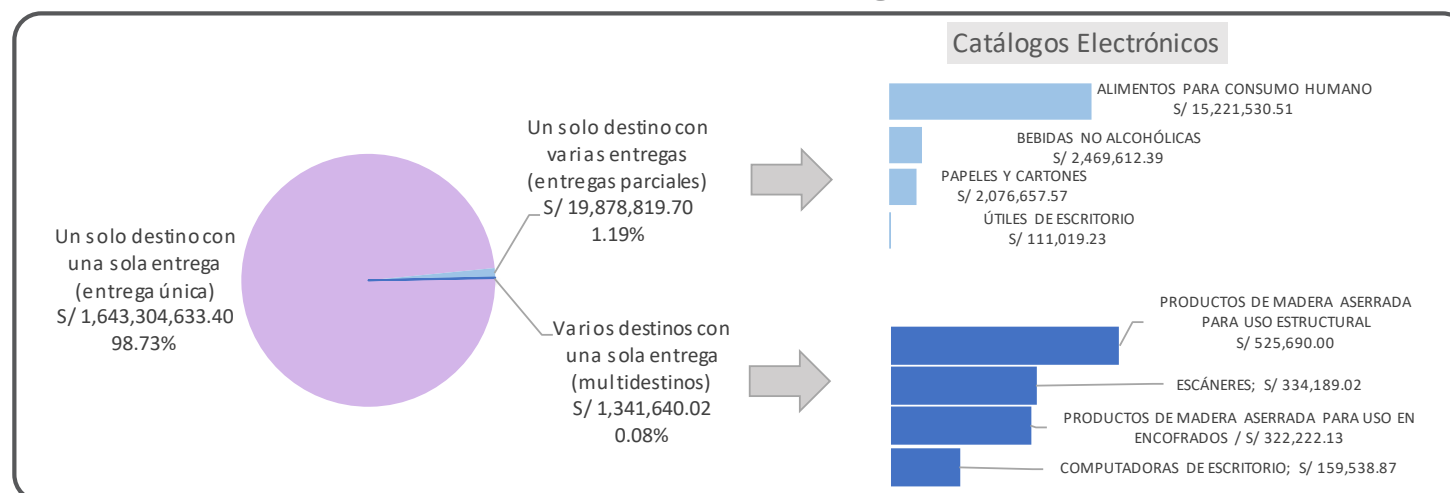 Catálogos Electrónicos
Un solo destino con
una sola entrega
(entrega única)
S/ 1,643,304,633.40
98.73%
Un solo destino con
varias entregas
(entregas parciales)
S/ 19,878,819.70
1.19%
Varios destinos con
una sola entrega
(multidestinos)
S/ 1,341,640.02
0.08%
ALIMENTOS PARA CONSUMO HUMANO
S/ 15,221,530.51
BEBIDAS NO ALCOHÓLICAS
S/ 2,469,612.39
PAPELES Y CARTONES
S/ 2,076,657.57
ÚTILES DE ESCRITORIO
S/ 111,019.23
PRODUCTOS DE MADERA ASERRADA
PARA USO ESTRUCTURAL
S/ 525,690.00
ESCÁNERES; S/ 334,189.02
PRODUCTOS DE MADERA ASERRADA PARA USO EN
ENCOFRADOS / S/ 322,222.13
COMPUTADORAS DE ESCRITORIO; S/ 159,538.87